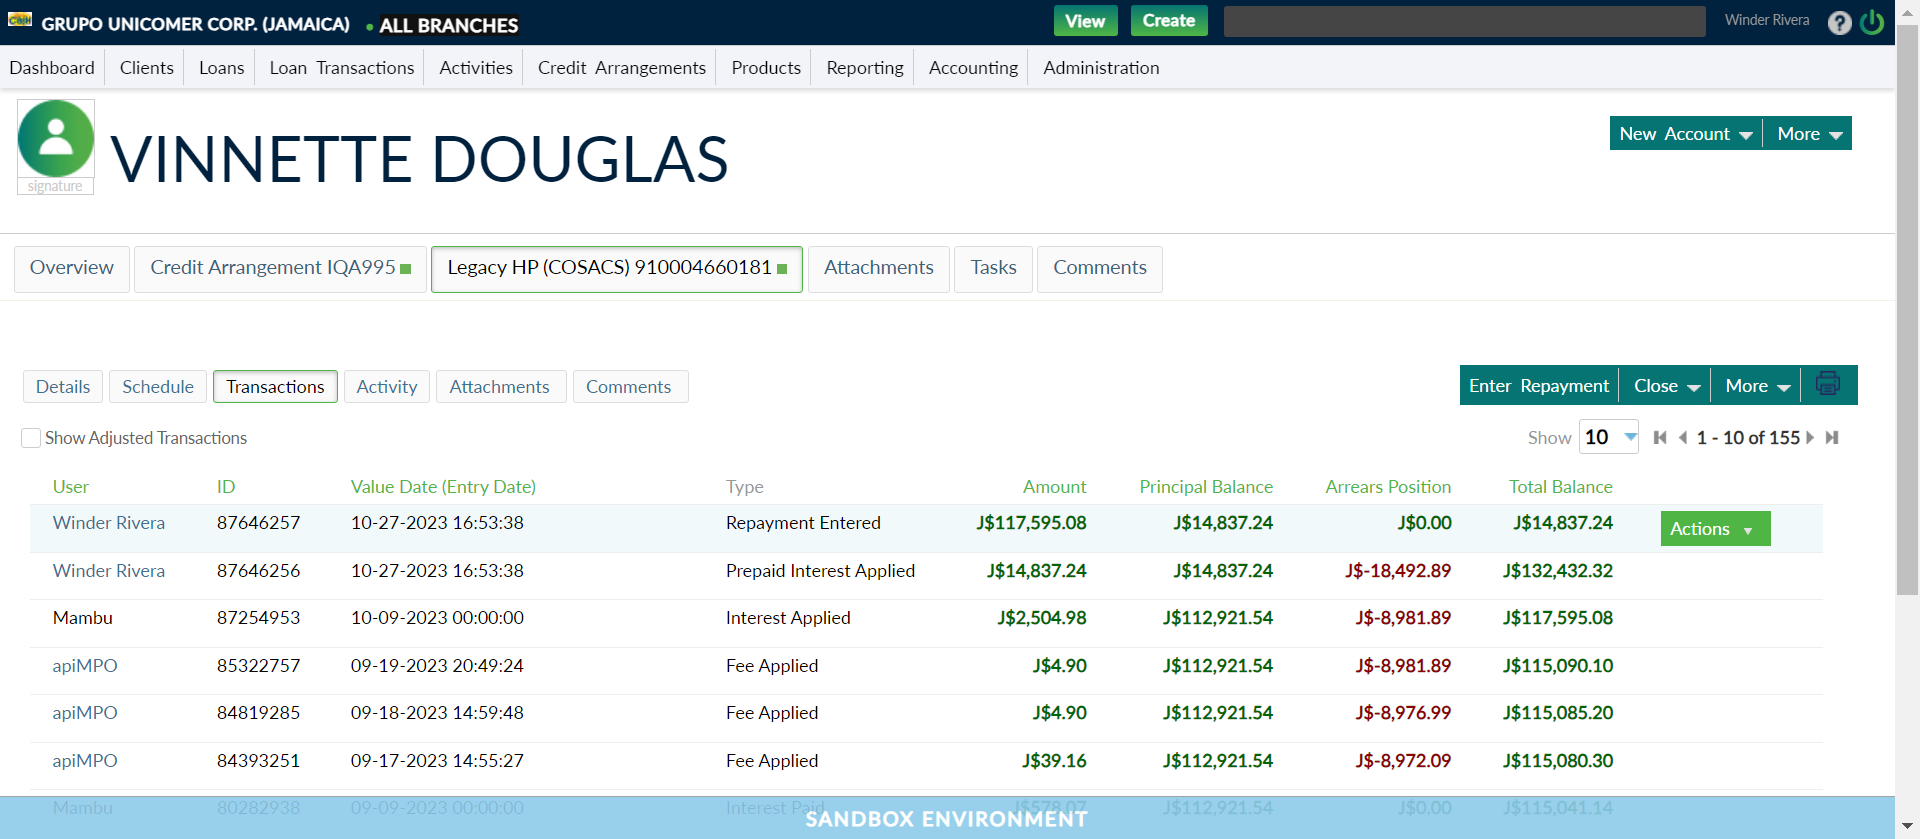 Cash GRUPO UNICOMER CORP. (JAMAICA) ALL BRANCHES View Create Winder Rivera ?
Dashboard Clients Loans Loan Transactions Activities Credit Arrangements Products Reporting Accounting Administration
VINNETTE DOUGLAS
signature
New Account More
Overview Credit Arrangement IQA995 Legacy HP (COSACS) 910004660181 Attachments Tasks Comments
Details Schedule Transactions Activity Attachments Comments
Enter Repayment Close More
Show Adjusted Transactions
Show 10 1 - 10 of 155
User ID Value Date (Entry Date) Type Amount Principal Balance Arrears Position Total Balance
Winder Rivera 87646257 10-27-2023 16:53:38 Repayment Entered J$117,595.08 J$14,837.24 J$0.00 J$14,837.24 Actions
Winder Rivera 87646256 10-27-2023 16:53:38 Prepaid Interest Applied J$14,837.24 J$14,837.24 J$-18,492.89 J$132,432.32
Mambu 87254953 10-09-2023 00:00:00 Interest Applied J$2,504.98 J$112,921.54 J$-8,981.89 J$117,595.08
apiMPO 85322757 09-19-2023 20:49:24 Fee Applied J$4.90 J$112,921.54 J$-8,981.89 J$115,090.10
apiMPO 84819285 09-18-2023 14:59:48 Fee Applied J$4.90 J$112,921.54 J$-8,976.99 J$115,085.20
apiMPO 84393251 09-17-2023 14:55:27 Fee Applied J$39.16 J$112,921.54 J$-8,972.09 J$115,080.30
Mambu 80282938 09-09-2023 00:00:00 Interest Paid J$578.07 J$112,921.54 J$0.00 J$115,041.14
SANDBOX ENVIRONMENT